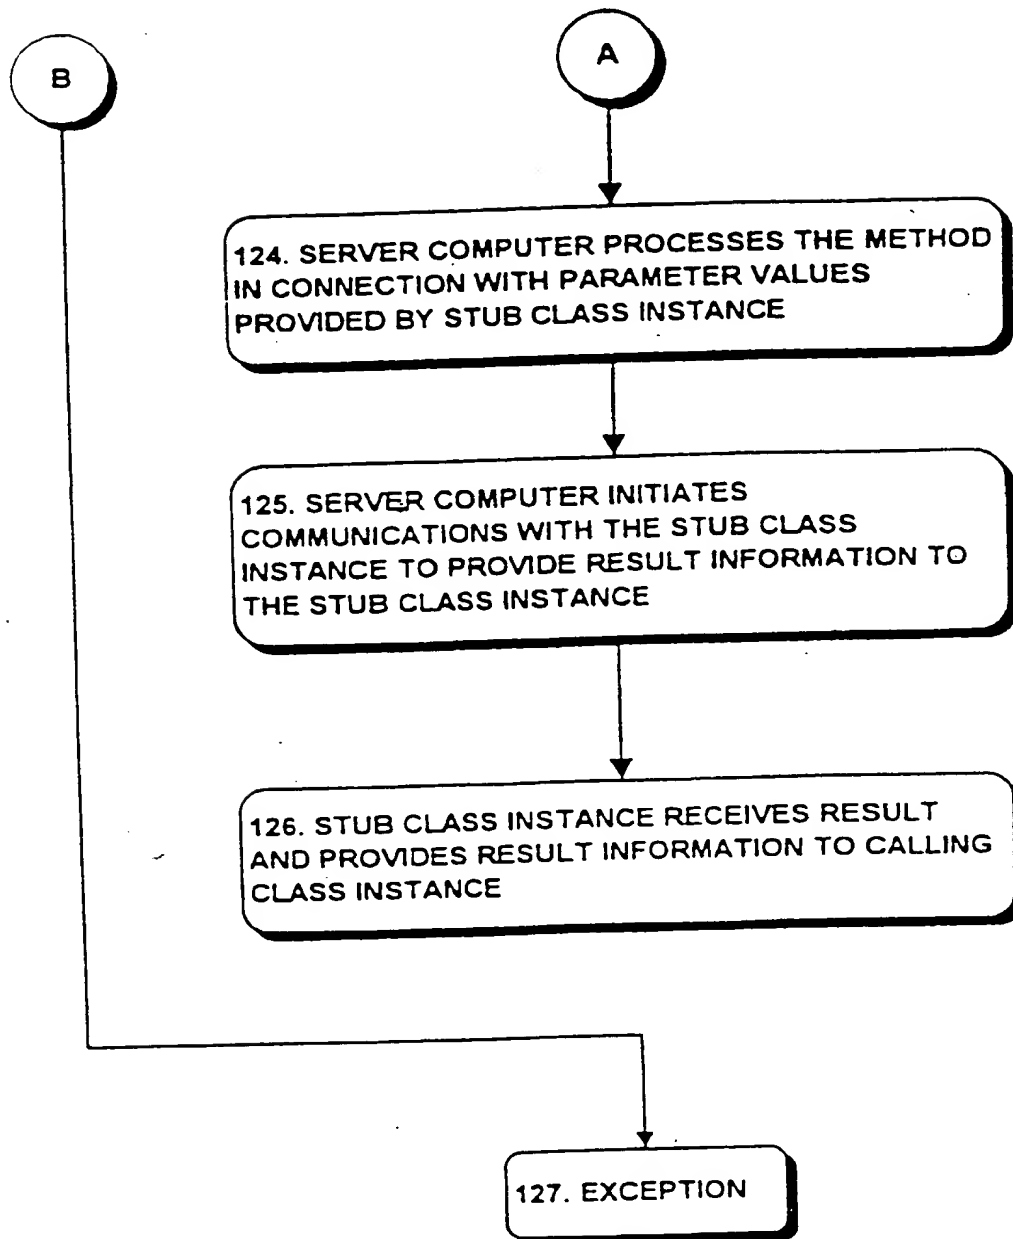 B
A
124. SERVER COMPUTER PROCESSES THE METHOD
IN CONNECTION WITH PARAMETER VALUES
PROVIDED BY STUB CLASS INSTANCE
125. SERVER COMPUTER INITIATES
COMMUNICATIONS WITH THE STUB CLASS
INSTANCE TO PROVIDE RESULT INFORMATION TO
THE STUB CLASS INSTANCE
126. STUB CLASS INSTANCE RECEIVES RESULT
AND PROVIDES RESULT INFORMATION TO CALLING
CLASS INSTANCE
127. EXCEPTION